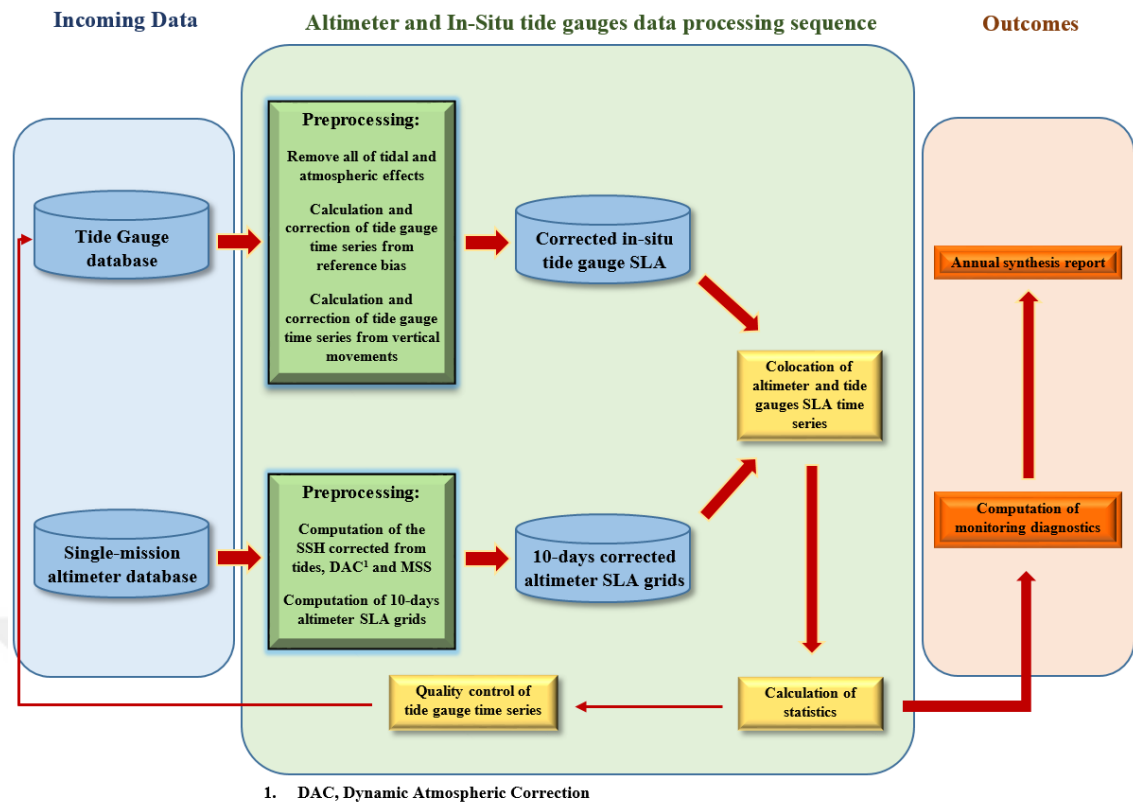 Incoming Data
Altimeter and In-Situ tide gauges data processing sequence
Outcomes
Preprocessing:
Remove all of tidal and
atmospheric effects
Calculation and
correction of tide gauge
time series from
reference bias
Calculation and
correction of tide gauge
time series from vertical
movements
Tide Gauge
database
Corrected in-situ
tide gauge SLA
Annual synthesis report
Colocation of
altimeter and tide
gauges SLA time
series
Preprocessing:
Computation of the
SSH corrected from
tides, DAC¹ and MSS
Computation of 10-days
altimeter SLA grids
Single-mission
altimeter database
10-days corrected
altimeter SLA grids
Computation of
monitoring diagnostics
Quality control of
tide gauge time series
Calculation of
statistics
1. DAC, Dynamic Atmospheric Correction